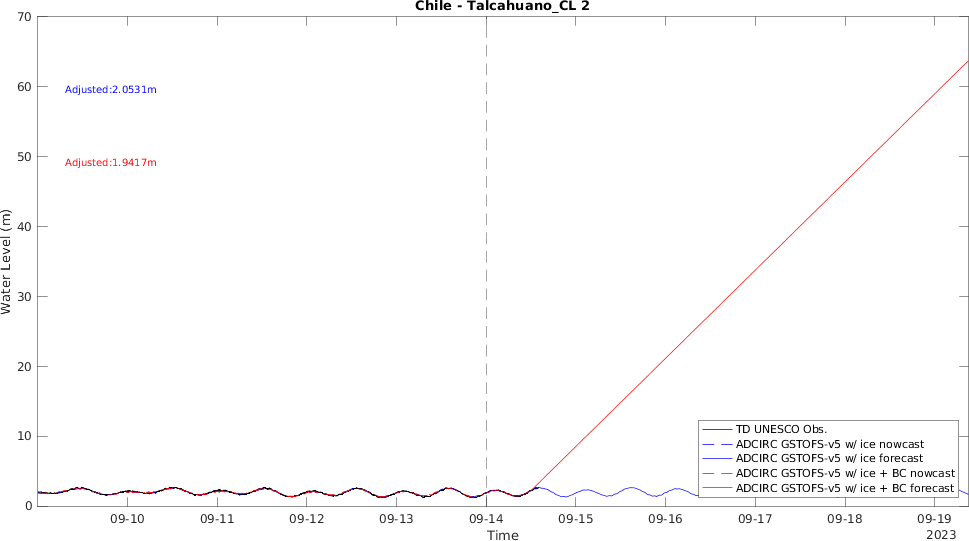 Chile - Talcahuano_CL 2
Water Level (m)
70
60
50
40
30
20
10
0
Adjusted:2.0531m
Adjusted:1.9417m
TD UNESCO Obs.
ADCIRC GSTOFS-v5 w/ ice nowcast
ADCIRC GSTOFS-v5 w/ ice forecast
ADCIRC GSTOFS-v5 w/ ice + BC nowcast
ADCIRC GSTOFS-v5 w/ ice + BC forecast
09-10 09-11 09-12 09-13 09-14 09-15 09-16 09-17 09-18 09-19
Time
2023